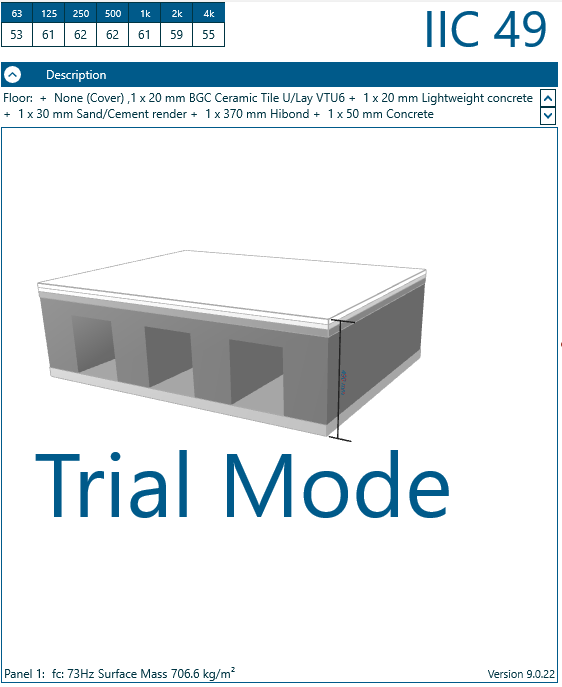 63 125 250 500 1k 2k 4k
53 61 62 62 61 59 55
IIC 49
Description
Floor: + None (Cover) ,1 x 20 mm BGC Ceramic Tile U/Lay VTU6 + 1 x 20 mm Lightweight concrete
+ 1 x 30 mm Sand/Cement render + 1 x 370 mm Hibond + 1 x 50 mm Concrete
Trial Mode
Panel 1: fc: 73Hz Surface Mass 706.6 kg/m²
Version 9.0.22